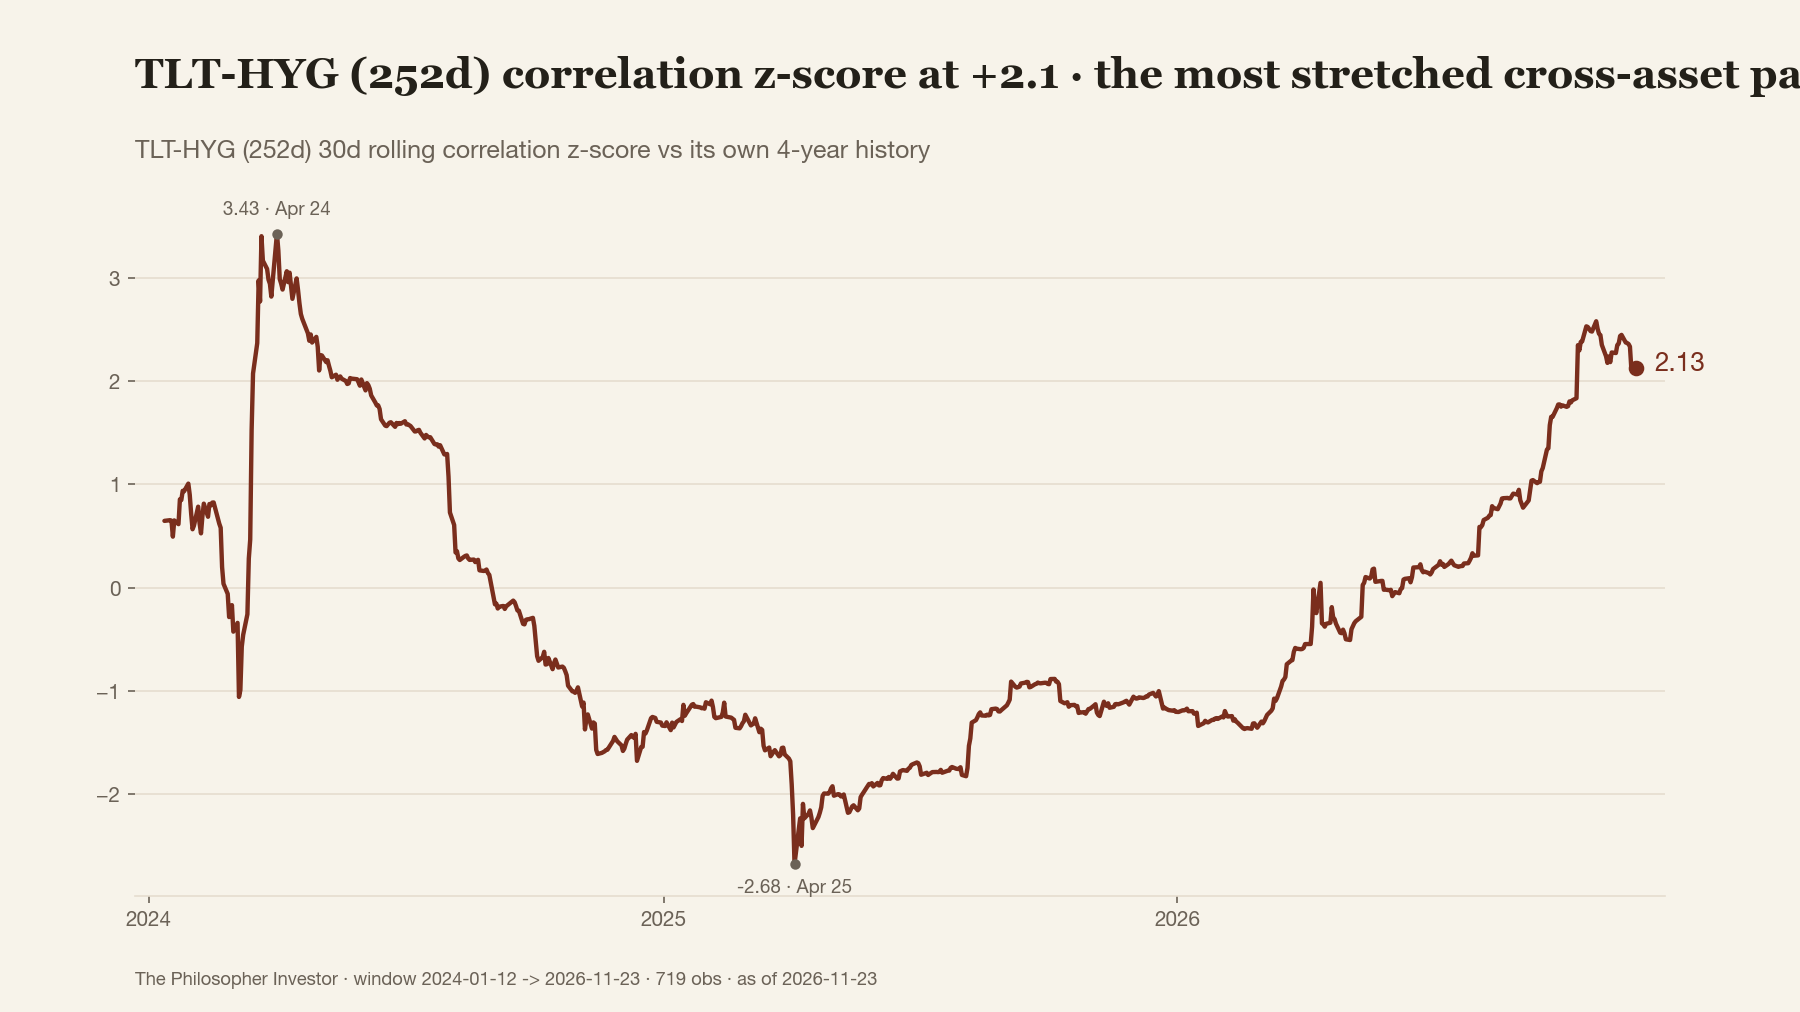 TLT-HYG (252d) correlation z-score at +2.1 · the most stretched cross-asset pa
TLT-HYG (252d) 30d rolling correlation z-score vs its own 4-year history
3.43 · Apr 24
3
2
2.13
1
0
−1
−2
-2.68 · Apr 25
2024 2025 2026
The Philosopher Investor · window 2024-01-12 -> 2026-11-23 · 719 obs · as of 2026-11-23